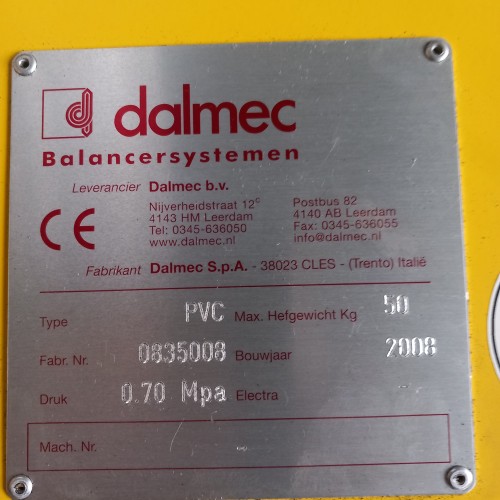 dalmec
Balancersystemen
Leverancier Dalmec b.v.
Nijverheidstraat 12c Postbus 82
4143 HM Leerdam 4140 AB Leerdam
Tel: 0345-636050 Fax: 0345-636055
www.dalmec.nl info@dalmec.nl
CE
Fabrikant Dalmec S.p.A. - 38023 CLES - (Trento) Italië
Type PVC Max. Hefgewicht Kg 50
Fabr. Nr. 0835008 Bouwjaar 2008
Druk 0.70 Mpa Electra
Mach. Nr.